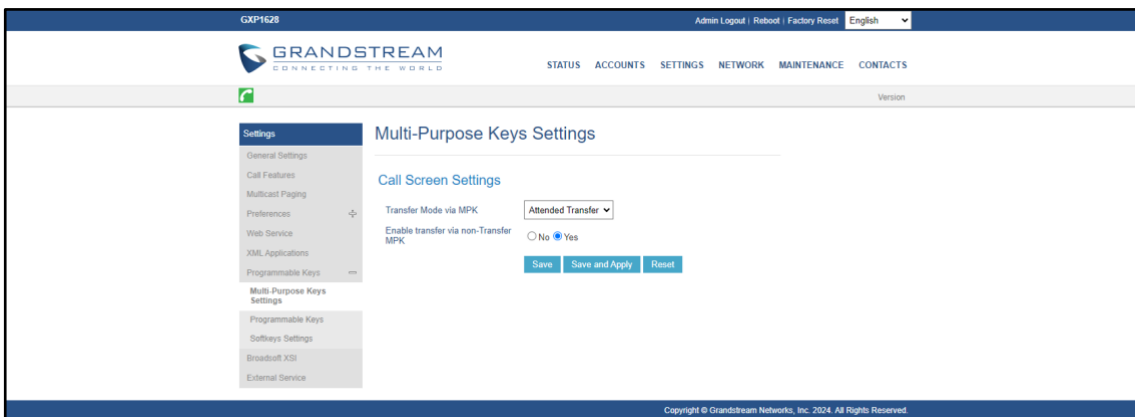 GXP1628
Admin Logout | Reboot | Factory Reset English
GRANDSTREAM
CONNECTING THE WORLD
STATUS ACCOUNTS SETTINGS NETWORK MAINTENANCE CONTACTS
Version
Settings
General Settings
Call Features
Multicast Paging
Preferences
Web Service
XML Applications
Programmable Keys
Multi-Purpose Keys
Settings
Programmable Keys
Softkeys Settings
Broadsoft XSI
External Service
Multi-Purpose Keys Settings
Call Screen Settings
Transfer Mode via MPK Attended Transfer
Enable transfer via non-Transfer
MPK
No Yes
Save Save and Apply Reset
Copyright © Grandstream Networks, Inc. 2024. All Rights Reserved.